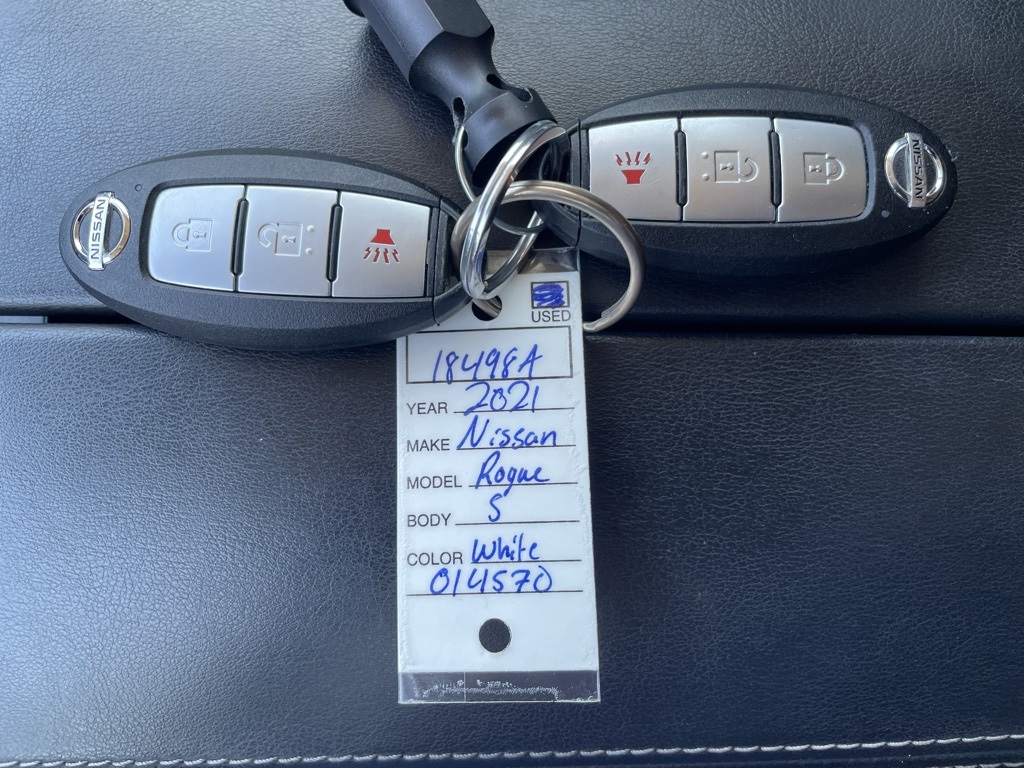 NISSAN
NISSAN
USED
18498A
YEAR 2021
MAKE Nissan
MODEL Rogue
BODY S
COLOR White
014570